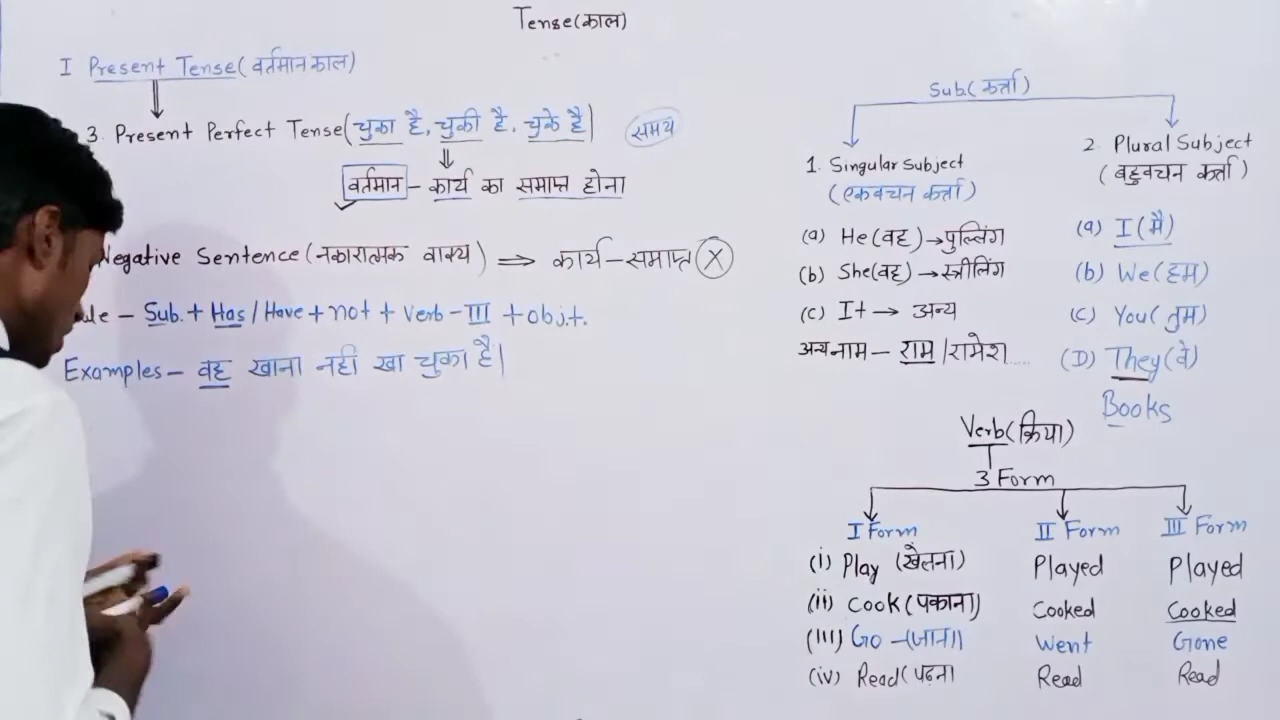 Tense(काल)
I Present Tense(वर्तमान काल)
3. Present Perfect Tense(चुका है, चुकी है, चुके है) समय
वर्तमान - कार्य का समाप्त होना
Negative Sentence(नकारात्मक वाक्य) ⇒ कार्य-समाप्त X
le - Sub. + Has/Have + not + Verb-III + objt.
Examples- वह खाना नहीं खा चुका है|
Sub.(कर्त्ता)
1. Singular Subject
(एकवचन कर्त्ता)
(a) He(वह)→पुल्लिंग
(b) She(वह)→स्त्रीलिंग
(c) It→ अन्य
अन्य नाम- राम/रामेश.....
2. Plural Subject
(बहुवचन कर्त्ता)
(a) I(मै)
(b) We(हम)
(c) You(तुम)
(D) They(वे)
Books
Verb(क्रिया)
3 Form
I Form II Form III Form
(i) Play (खेलना) Played Played
(ii) Cook(पकाना) Cooked Cooked
(iii) Go -(जाना) Went Gone
(iv) Read(पढ़ना Read Read